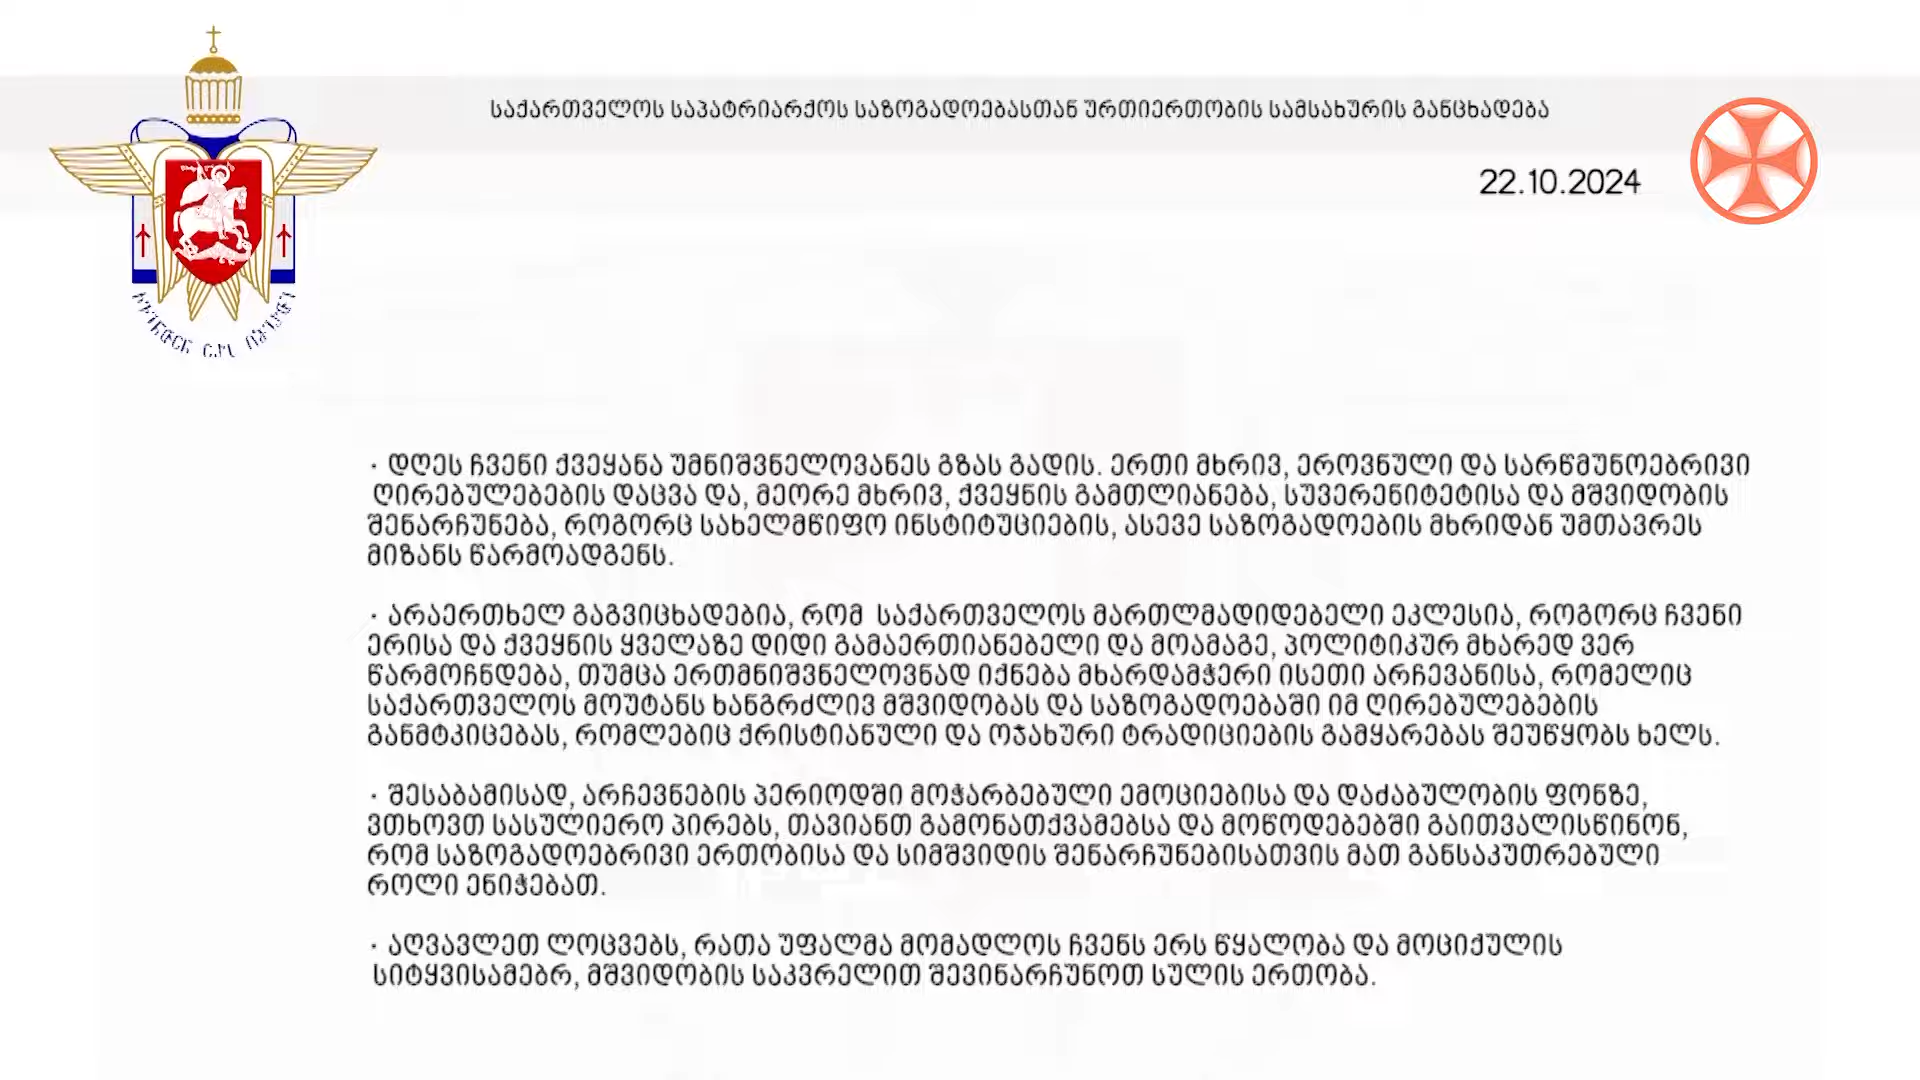 საქართველოს საპატრიარქოს საზოგადოებასთან ურთიერთობის სამსახურის განცხადება
22.10.2024
· დღეს ჩვენი ქვეყანა უმნიშვნელოვანეს გზას გადის. ერთი მხრივ, ეროვნული და სარწმუნოებრივი
ღირებულებების დაცვა და, მეორე მხრივ, ქვეყნის გამთლიანება, სუვერენიტეტისა და მშვიდობის
შენარჩუნება, როგორც სახელმწიფო ინსტიტუციების, ასევე საზოგადოების მხრიდან უმთავრეს
მიზანს წარმოადგენს.
· არაერთხელ გაგვიცხადებია, რომ საქართველოს მართლმადიდებელი ეკლესია, როგორც ჩვენი
ერისა და ქვეყნის ყველაზე დიდი გამაერთიანებელი და მოამაგე, პოლიტიკურ მხარედ ვერ
წარმოჩნდება, თუმცა ერთმნიშვნელოვნად იქნება მხარდამჭერი ისეთი არჩევანისა, რომელიც
საქართველოს მოუტანს ხანგრძლივ მშვიდობას და საზოგადოებაში იმ ღირებულებების
განმტკიცებას, რომლებიც ქრისტიანული და ოჯახური ტრადიციების გამყარებას შეუწყობს ხელს.
· შესაბამისად, არჩევნების პერიოდში მოჭარბებული ემოციებისა და დაძაბულობის ფონზე,
ვთხოვთ სასულიერო პირებს, თავიანთ გამონათქვამებსა და მოწოდებებში გაითვალისწინონ,
რომ საზოგადოებრივი ერთობისა და სიმშვიდის შენარჩუნებისათვის მათ განსაკუთრებული
როლი ენიჭებათ.
· აღვავლეთ ლოცვებს, რათა უფალმა მომადლოს ჩვენს ერს წყალობა და მოციქულის
სიტყვისამებრ, მშვიდობის საკვრელით შევინარჩუნოთ სულის ერთობა.